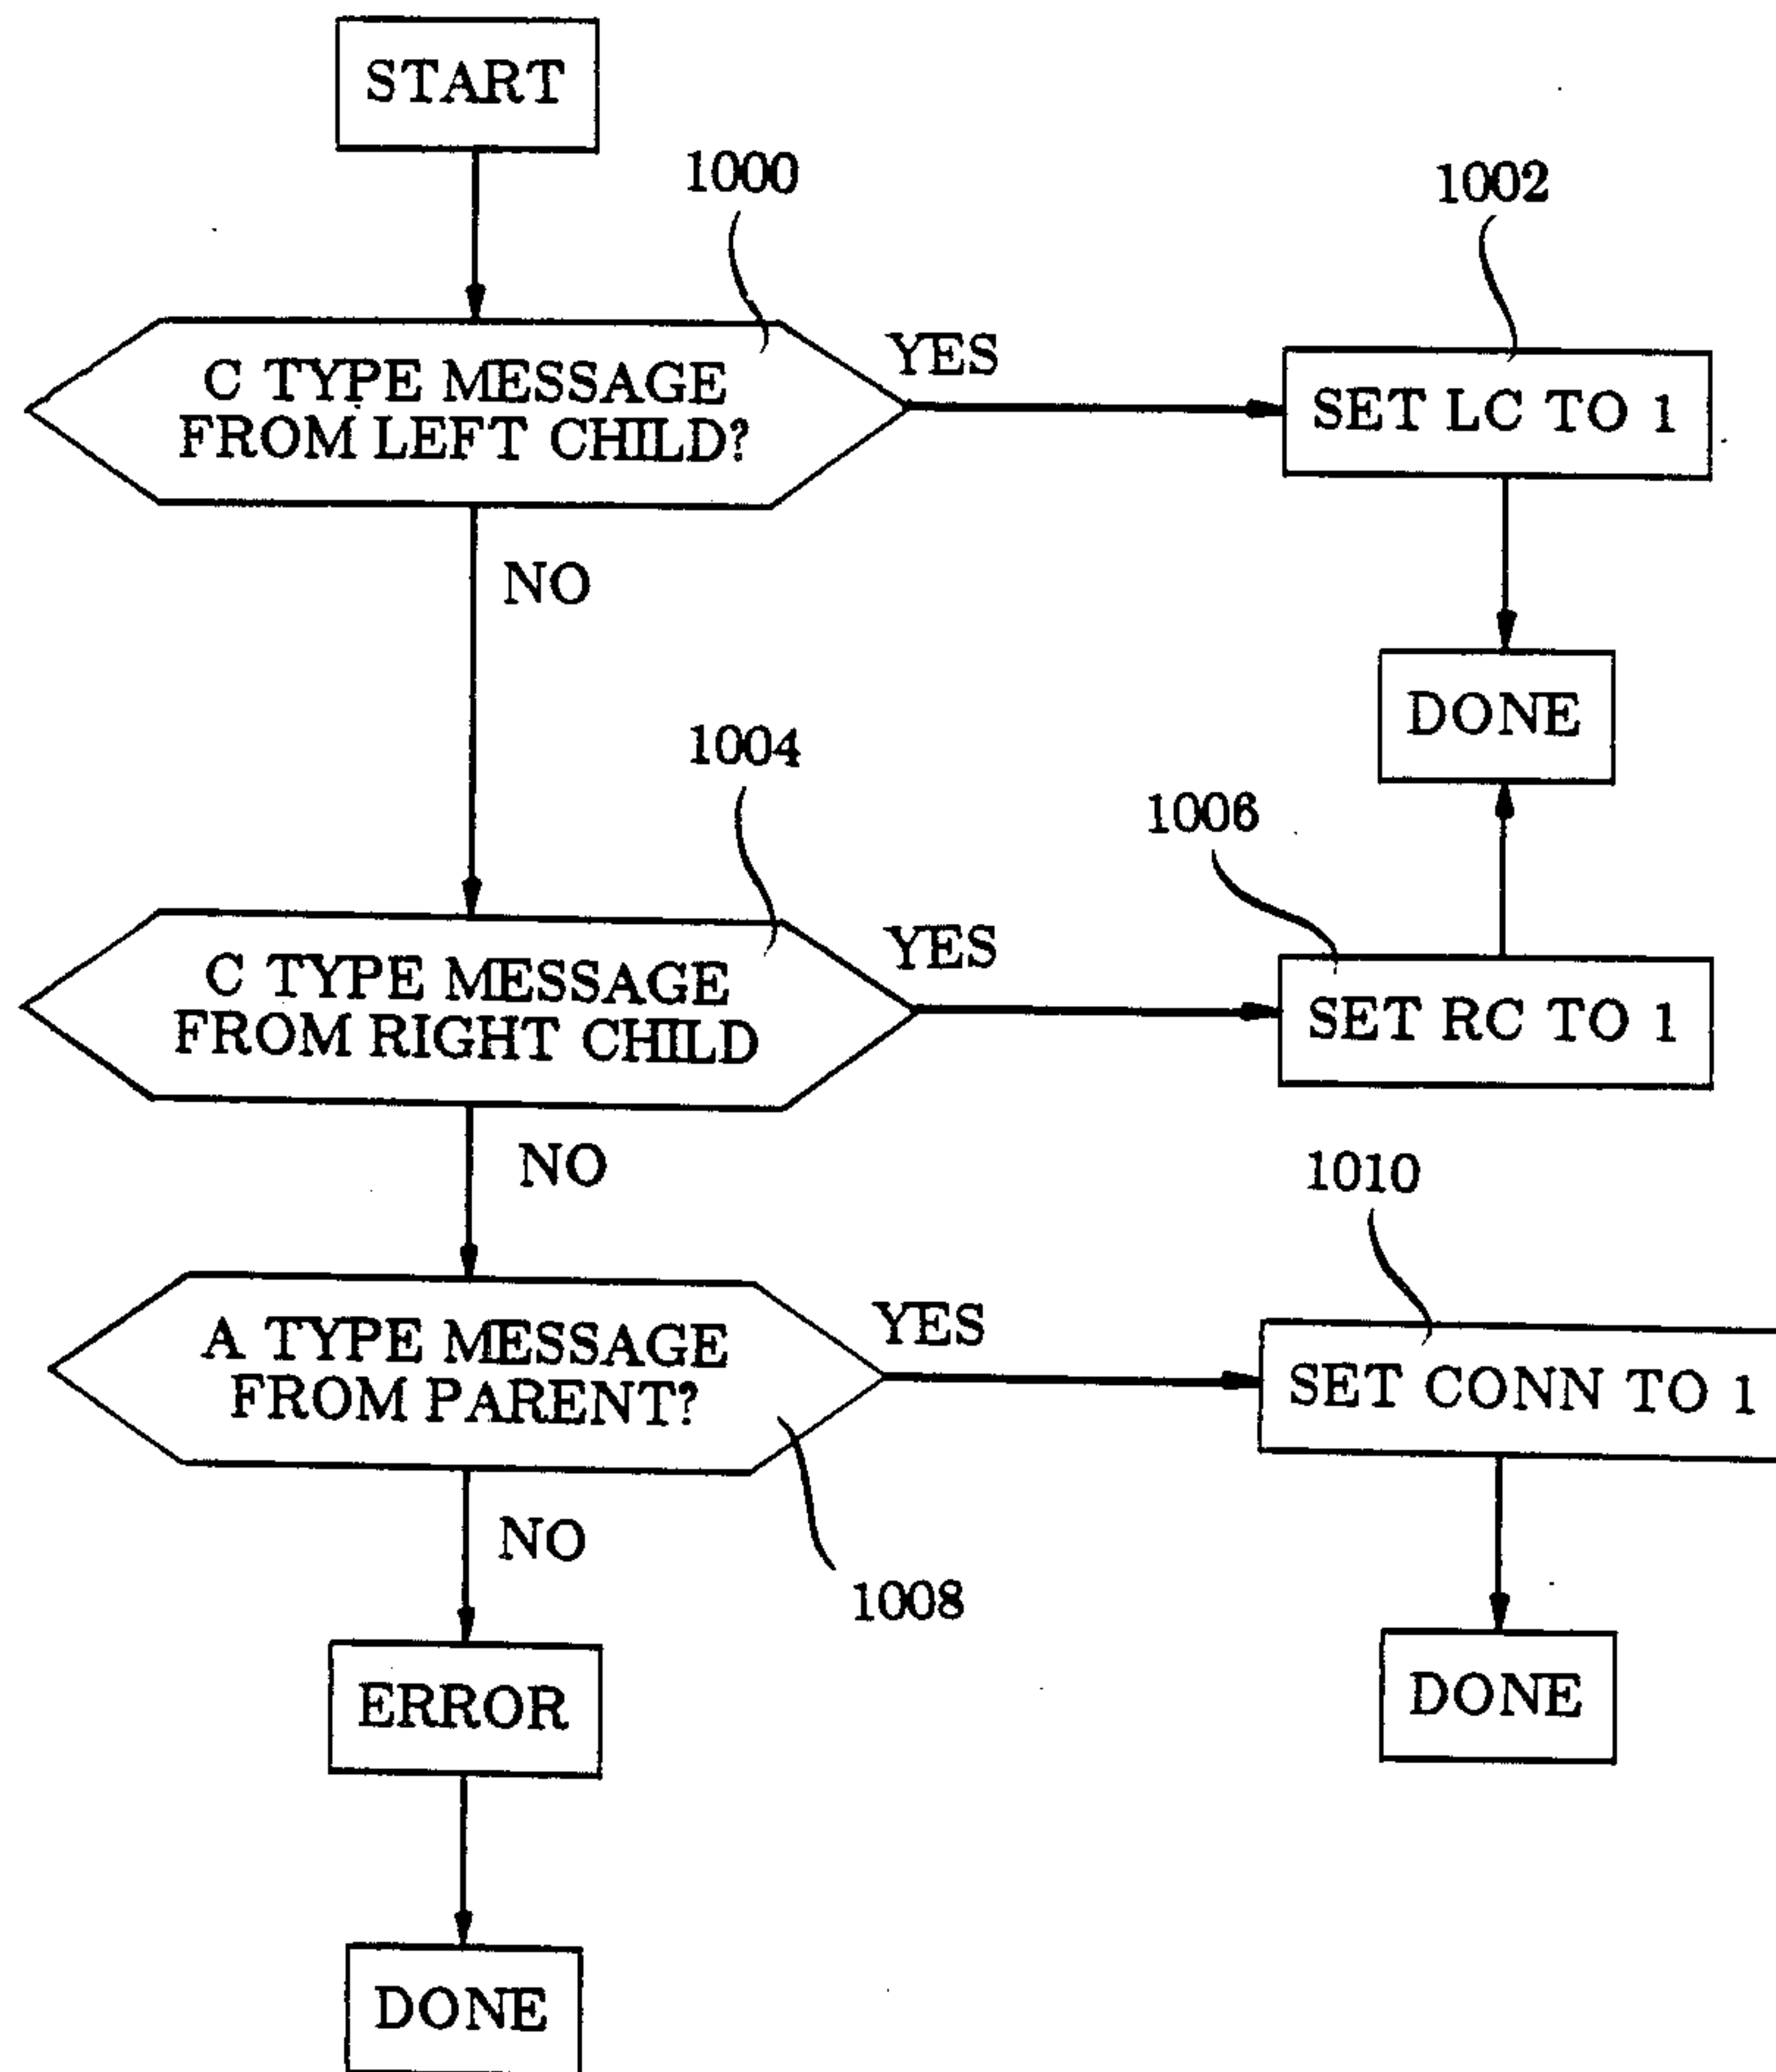 START
1000
1002
C TYPE MESSAGE
FROM LEFT CHILD?
YES
SET LC TO 1
NO
DONE
1004
1006
C TYPE MESSAGE
FROM RIGHT CHILD
YES
SET RC TO 1
NO
1010
A TYPE MESSAGE
FROM PARENT?
YES
SET CONN TO 1
NO
1008
ERROR
DONE
DONE